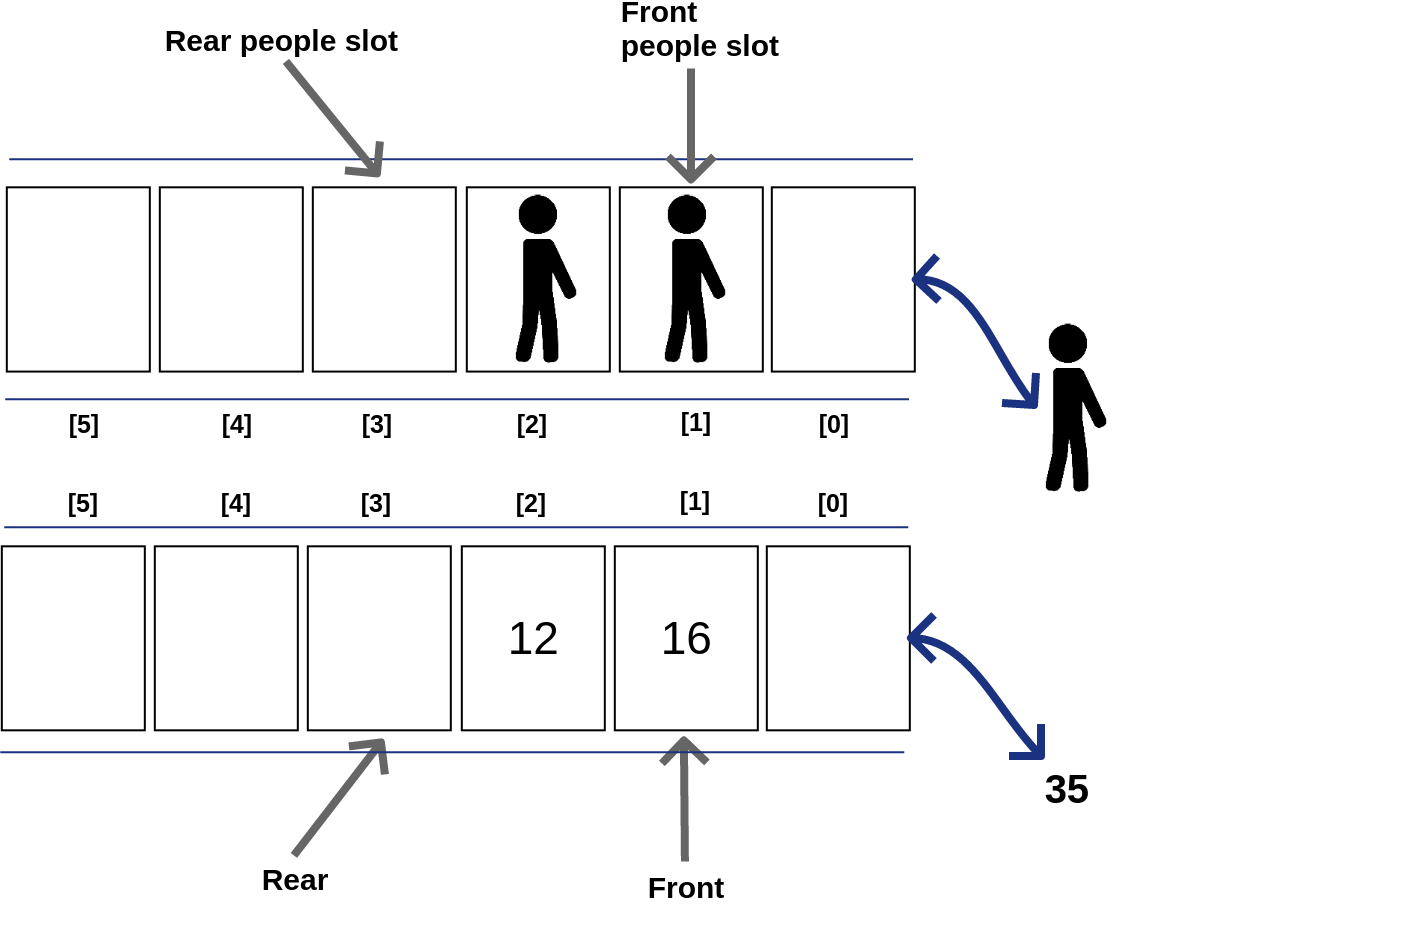 Front
Rear people slot
people slot
[5] [4] [3] [2] [1] [0]
[5] [4] [3] [2] [1] [0]
12 16
35
Rear
Front